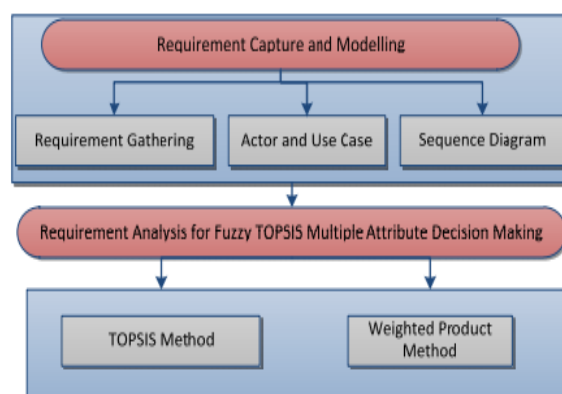 Requirement Capture and Modelling
Requirement Gathering
Actor and Use Case
Sequence Diagram
Requirement Analysis for Fuzzy TOPSIS Multiple Attribute Decision Making
TOPSIS Method
Weighted Product
Method